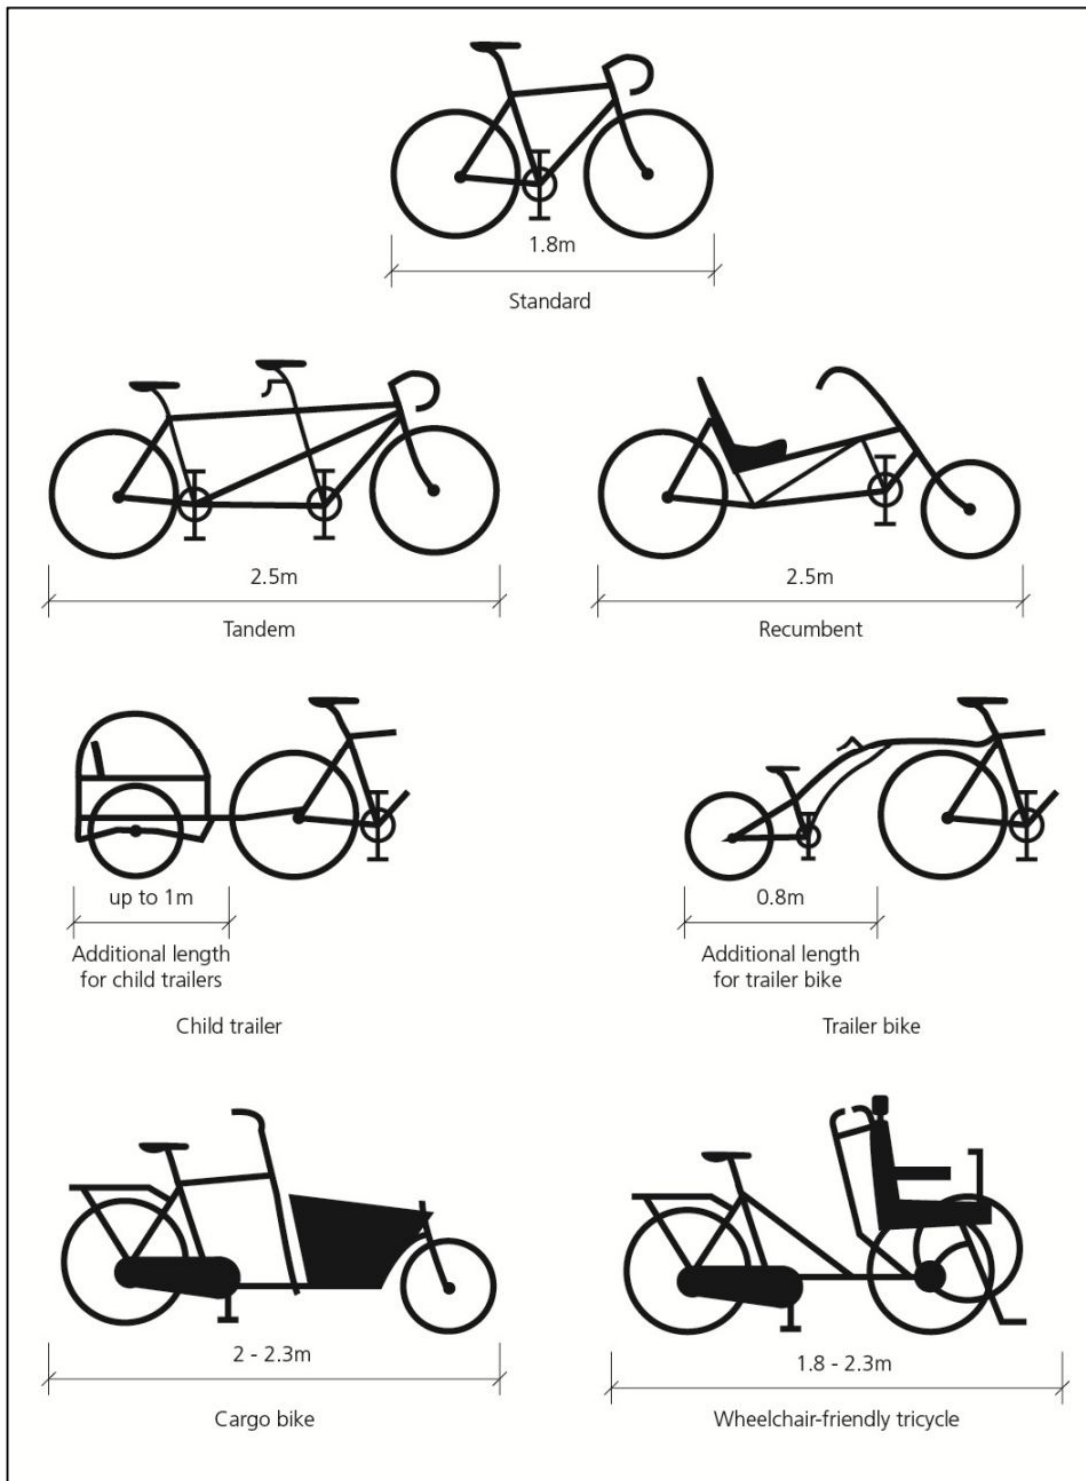 1.8m
Standard
2.5m
Tandem
2.5m
Recumbent
up to 1m
Additional length
for child trailers
Child trailer
0.8m
Additional length
for trailer bike
Trailer bike
2 - 2.3m
Cargo bike
1.8 - 2.3m
Wheelchair-friendly tricycle